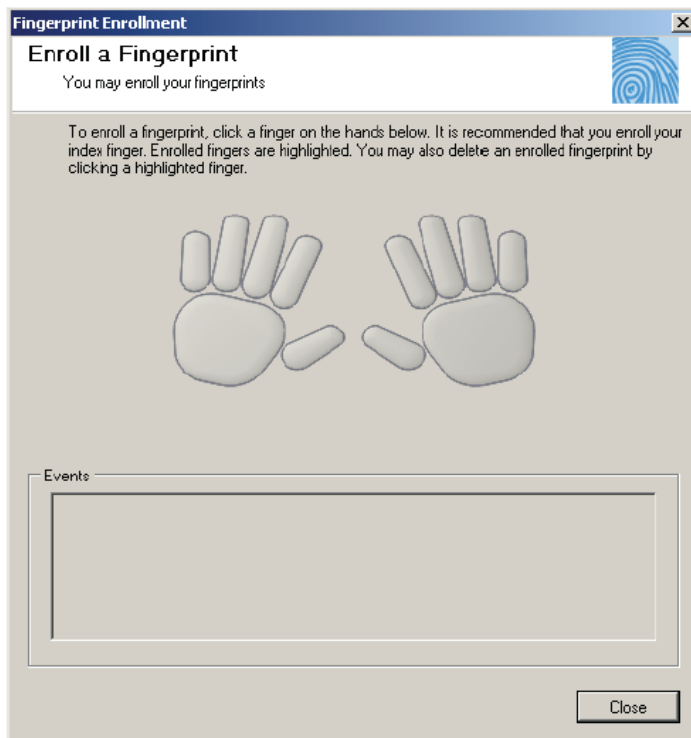 Fingerprint Enrollment
Enroll a Fingerprint
You may enroll your fingerprints
To enroll a fingerprint, click a finger on the hands below. It is recommended that you enroll your
index finger. Enrolled fingers are highlighted. You may also delete an enrolled fingerprint by
clicking a highlighted finger.
Events
Close